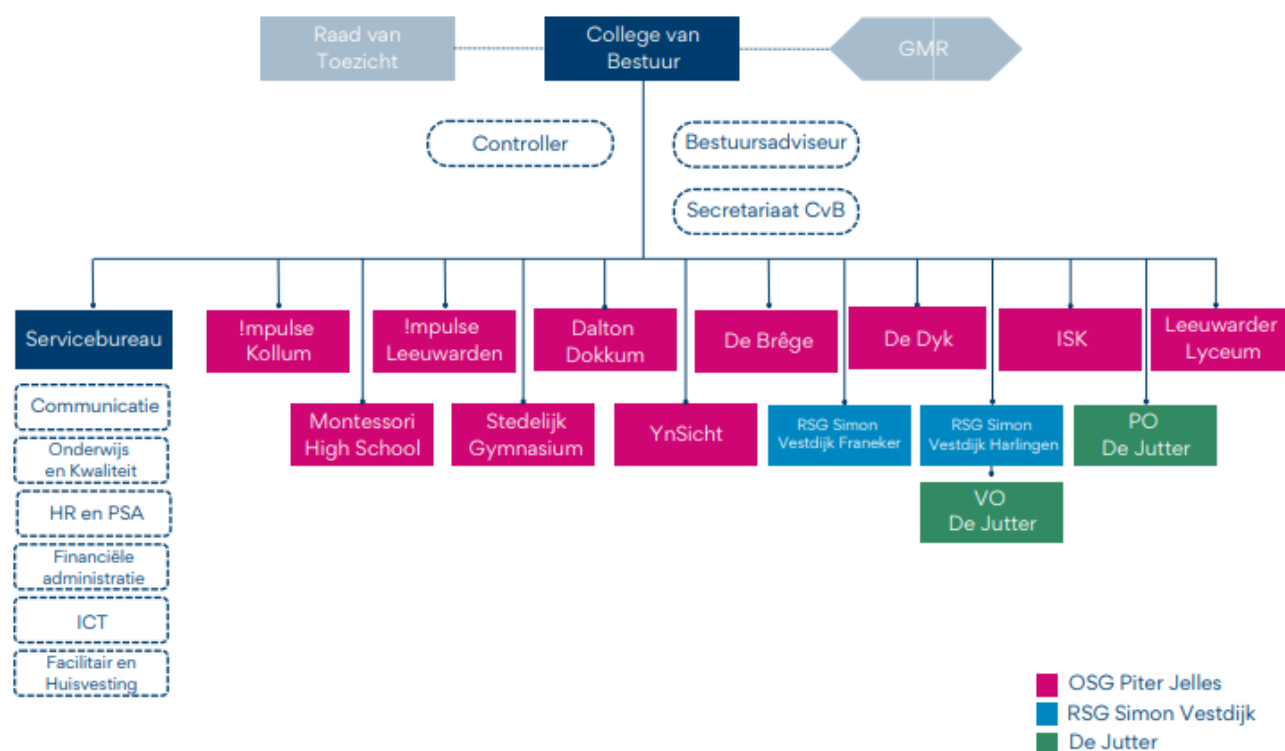 Raad van
Toezicht
College van
Bestuur
GMR
Controller
Bestuursadviseur
Secretariaat CvB
Servicebureau
!mpulse
Kollum
!mpulse
Leeuwarden
Dalton
Dokkum
De Brêge
De Dyk
ISK
Leeuwarder
Lyceum
Montessori
High School
Stedelijk
Gymnasium
YnSicht
RSG Simon
Vestdijk Franeker
RSG Simon
Vestdijk Harlingen
PO
De Jutter
VO
De Jutter
Communicatie
Onderwijs
en Kwaliteit
HR en PSA
Financiële
administratie
ICT
Facilitair en
Huisvesting
OSG Piter Jelles
RSG Simon Vestdijk
De Jutter